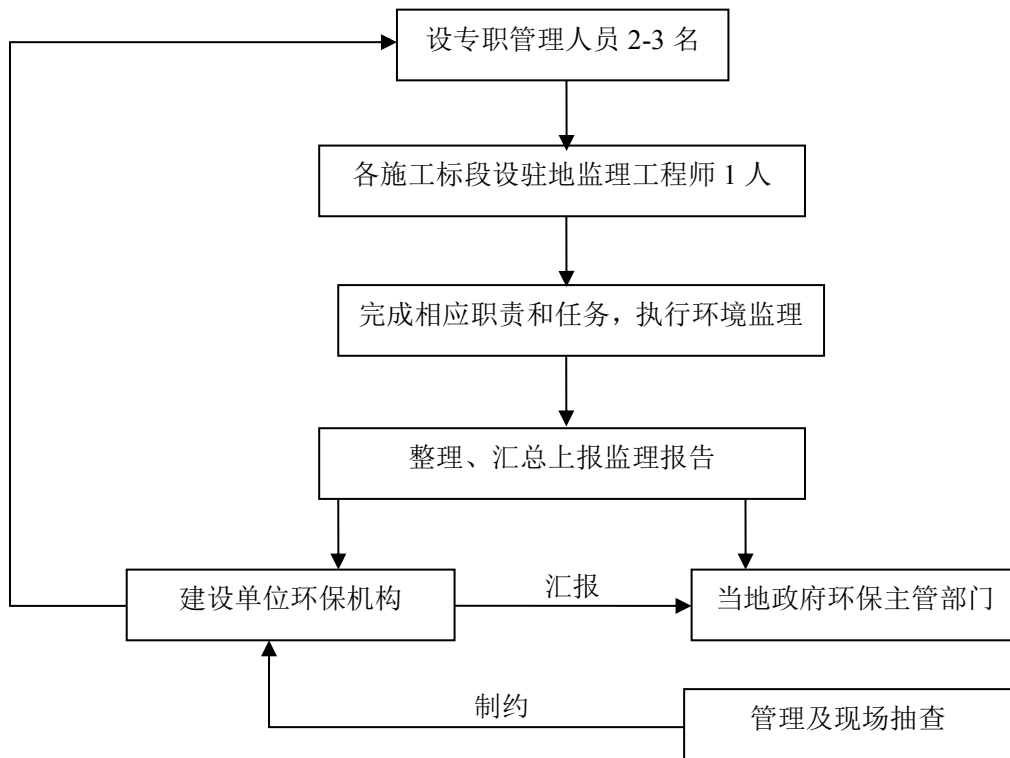 设专职管理人员 2-3 名
各施工标段设驻地监理工程师 1 人
完成相应职责和任务，执行环境监理
整理、汇总上报监理报告
建设单位环保机构
汇报
当地政府环保主管部门
制约
管理及现场抽查